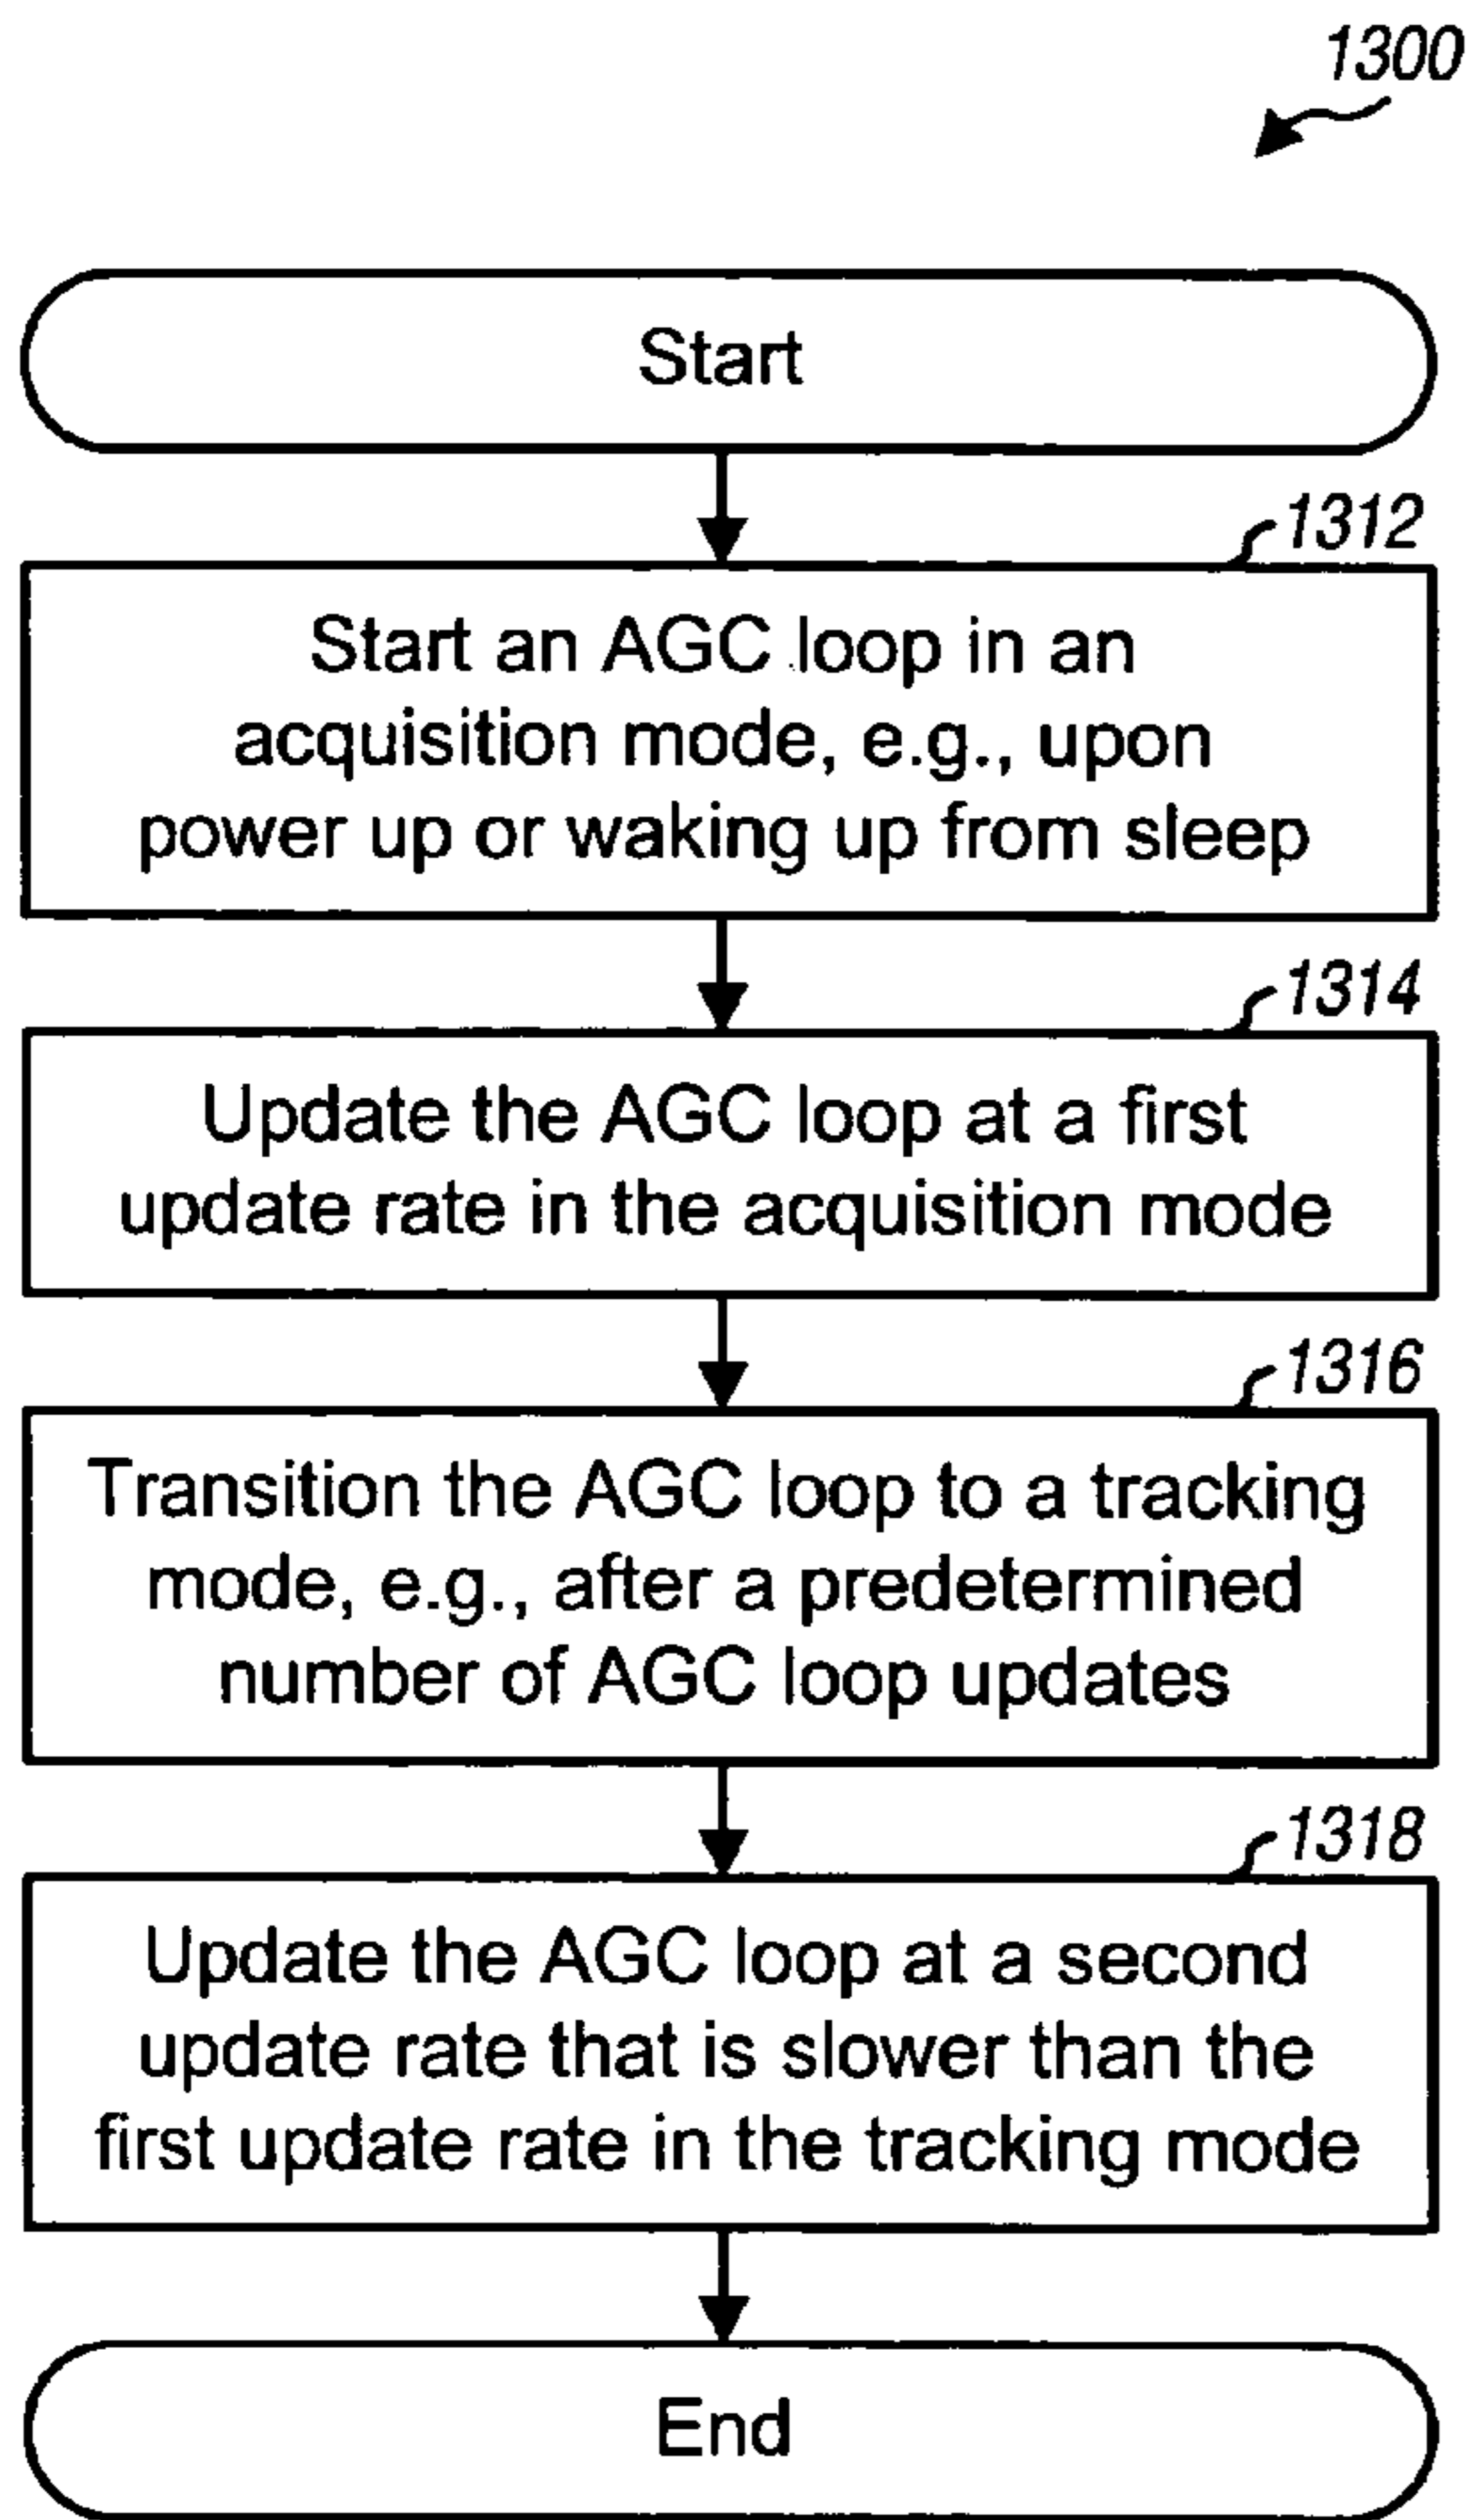 1300
Start
1312
Start an AGC loop in an
acquisition mode, e.g., upon
power up or waking up from sleep
1314
Update the AGC loop at a first
update rate in the acquisition mode
1316
Transition the AGC loop to a tracking
mode, e.g., after a predetermined
number of AGC loop updates
1318
Update the AGC loop at a second
update rate that is slower than the
first update rate in the tracking mode
End